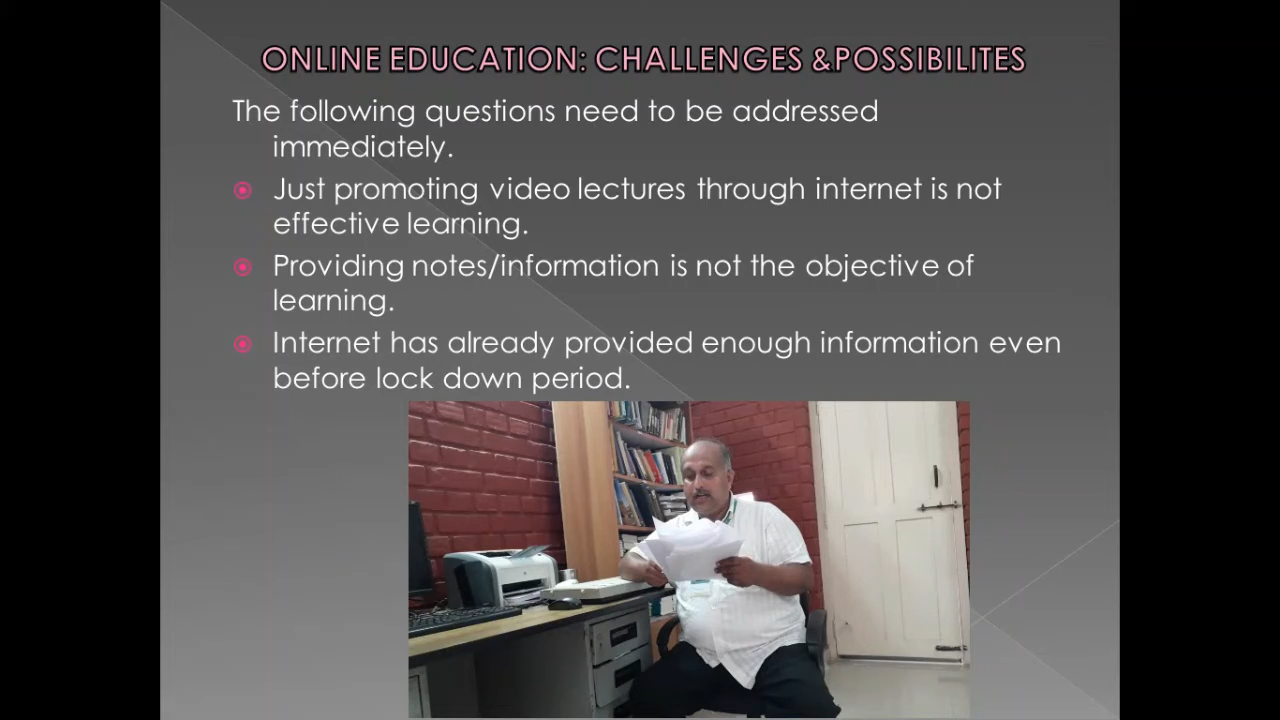 ONLINE EDUCATION: CHALLENGES &POSSIBILITES
The following questions need to be addressed
immediately.
Just promoting video lectures through internet is not
effective learning.
Providing notes/information is not the objective of
learning.
Internet has already provided enough information even
before lock down period.